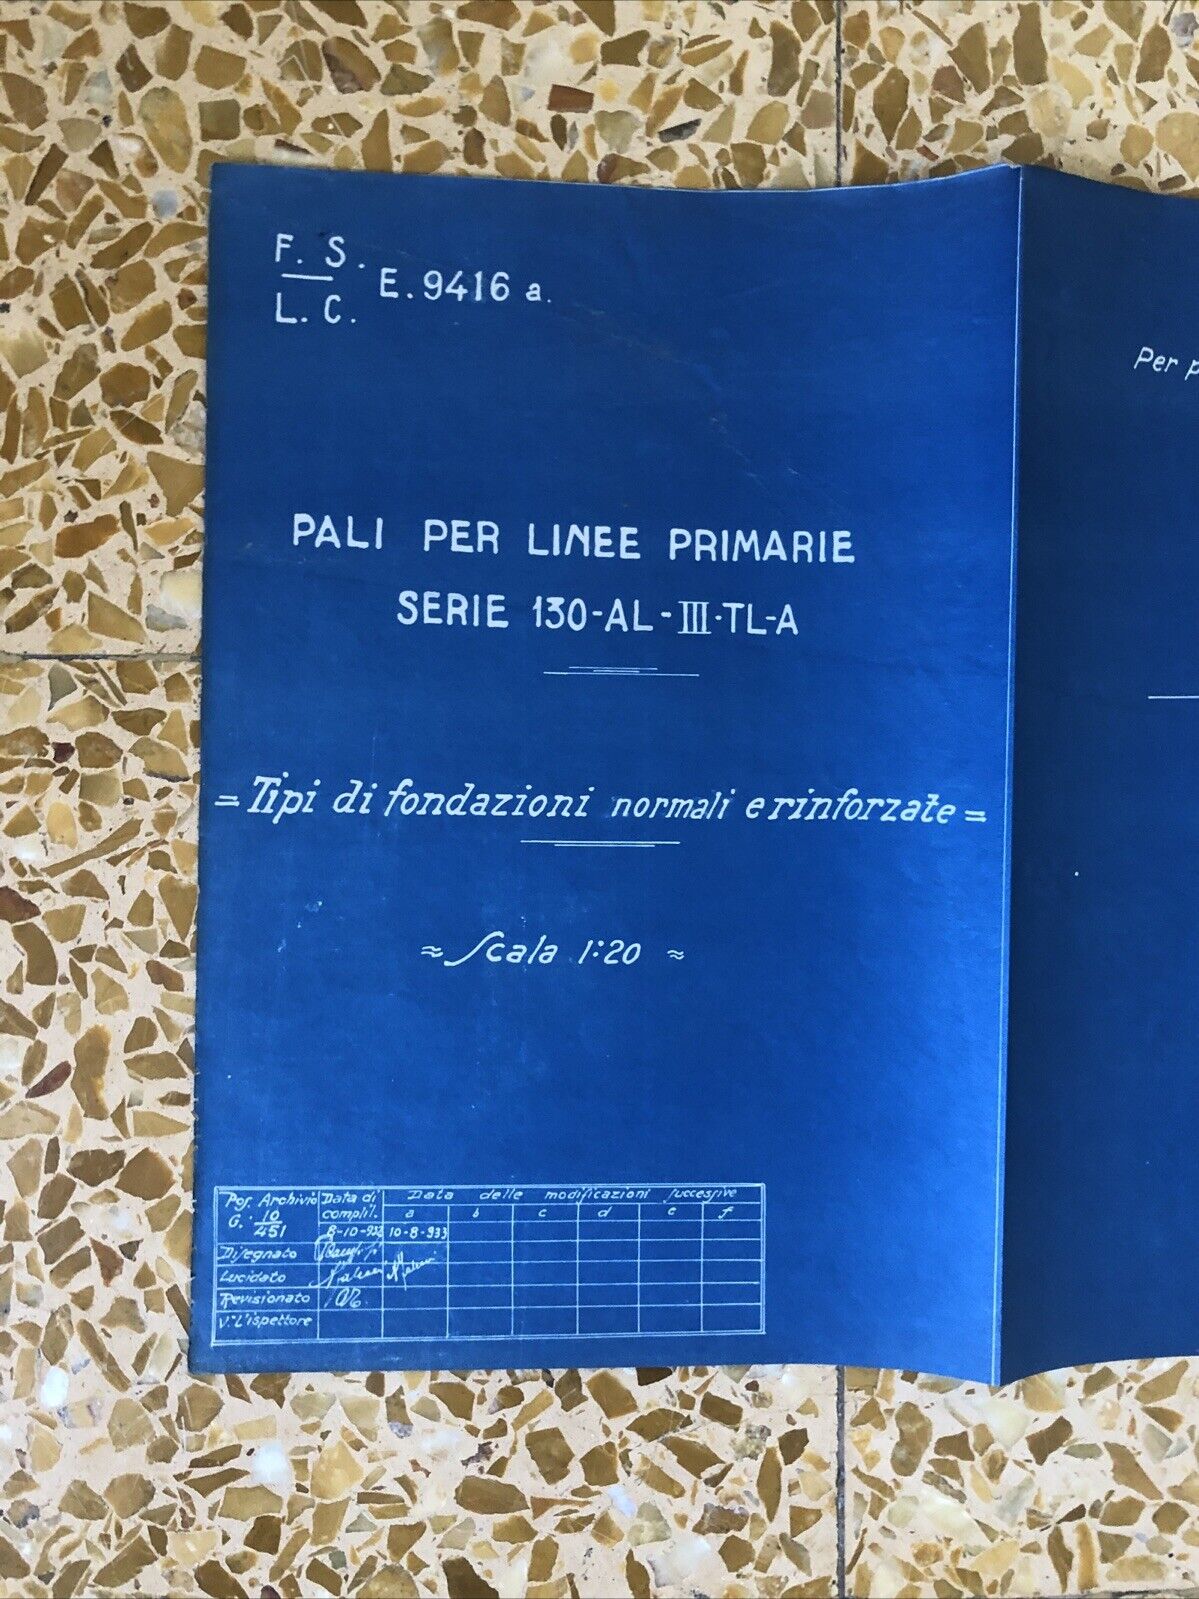 F. S.
L. C.
E. 9416 a.
Per
PALI PER LINEE PRIMARIE
SERIE 130-AL-III-TL-A
= Tipi di fondazioni normali e rinforzate =
≈ Scala 1:20 ≈
Pos. Archivio
G. 10/451
Data di compil.
Data delle modificazioni successive
a b c d e f
8-10-932 10-8-933
Disegnato
Lucidato
Revisionato
V.° L'ispettore